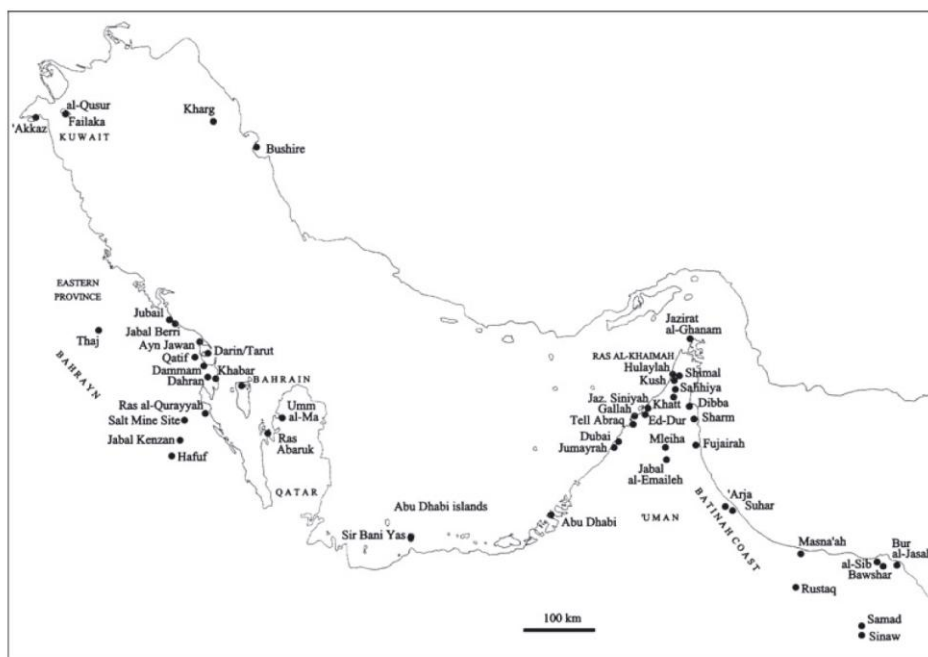 al-Qusur
Failaka
'Akkaz
KUWAIT
Kharg
Bushire
EASTERN
PROVINCE
Jubail
Thaj
Jabal Berri
Ayn Jawan
Darin/Tarut
Qatif
Dammam
Khabar
Dahran
BAHRAIN
BAHRAYN
Ras al-Qurayyah
Salt Mine Site
Umm
al-Ma
Jabal Kenzan
Ras
Abaruk
Hafuf
QATAR
Abu Dhabi islands
Sir Bani Yas
Abu Dhabi
Jazirat
al-Ghanam
RAS AL-KHAIMAH
Hulaylah
Shimal
Kush
Salihiya
Jaz. Siniyah
Khatt
Dibba
Gallah
Ed-Dur
Sharm
Tell Abraq
Dubai
Mleiha
Fujairah
Jumayrah
Jabal
al-Emaileh
'Arja
Suhar
'UMAN
BATINAH COAST
Masna'ah
Bur
al-Jasah
al-Sib
Bawshar
Rustaq
100 km
Samad
Sinaw